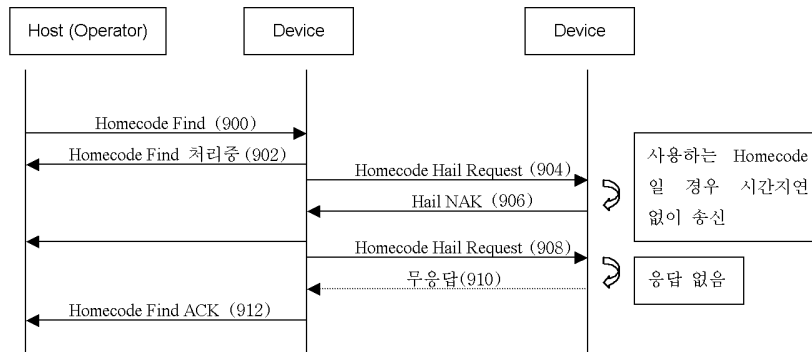 Host (Operator)
Device
Device
Homecode Find (900)
Homecode Find 처리중(902)
Homecode Hail Request (904)
Hail NAK (906)
사용하는 Homecode
일 경우 시간지연
없이 송신
Homecode Hail Request (908)
무응답(910)
응답 없음
Homecode Find ACK (912)